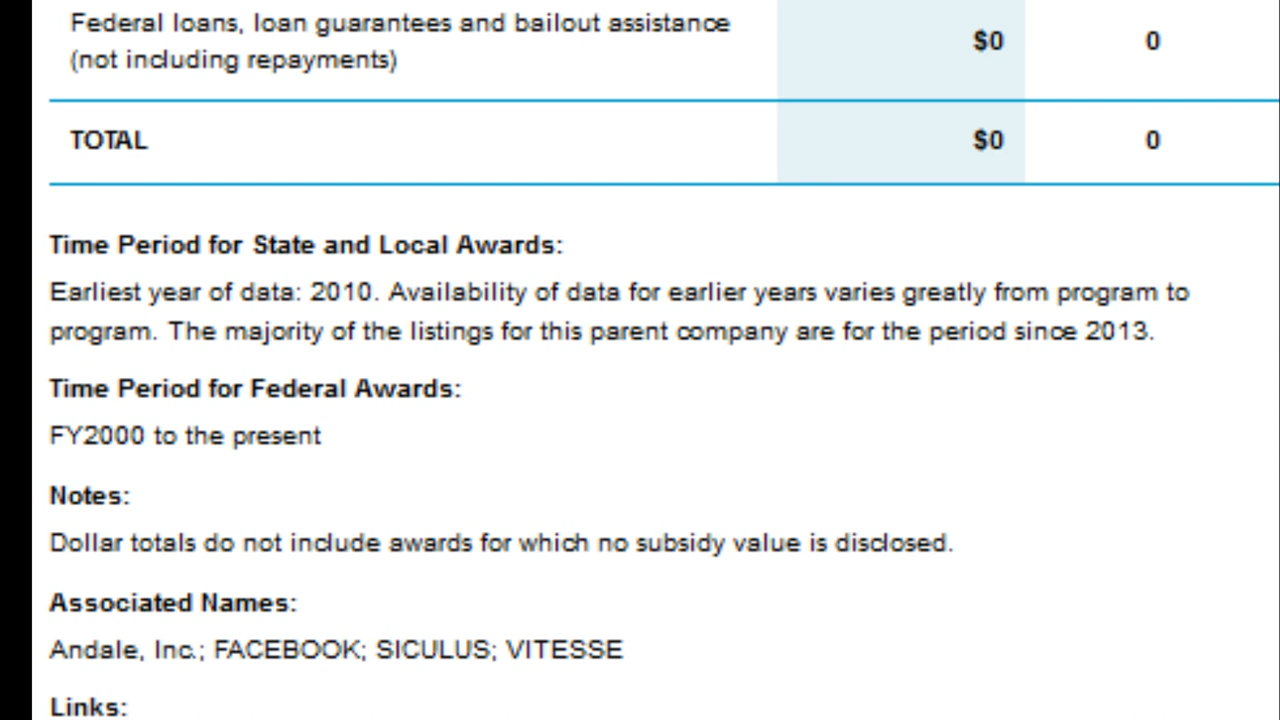 Federal loans, loan guarantees and bailout assistance
(not including repayments) $0 0
TOTAL $0 0
Time Period for State and Local Awards:
Earliest year of data: 2010. Availability of data for earlier years varies greatly from program to
program. The majority of the listings for this parent company are for the period since 2013.
Time Period for Federal Awards:
FY2000 to the present
Notes:
Dollar totals do not include awards for which no subsidy value is disclosed.
Associated Names:
Andale, Inc.; FACEBOOK; SICULUS; VITESSE
Links: